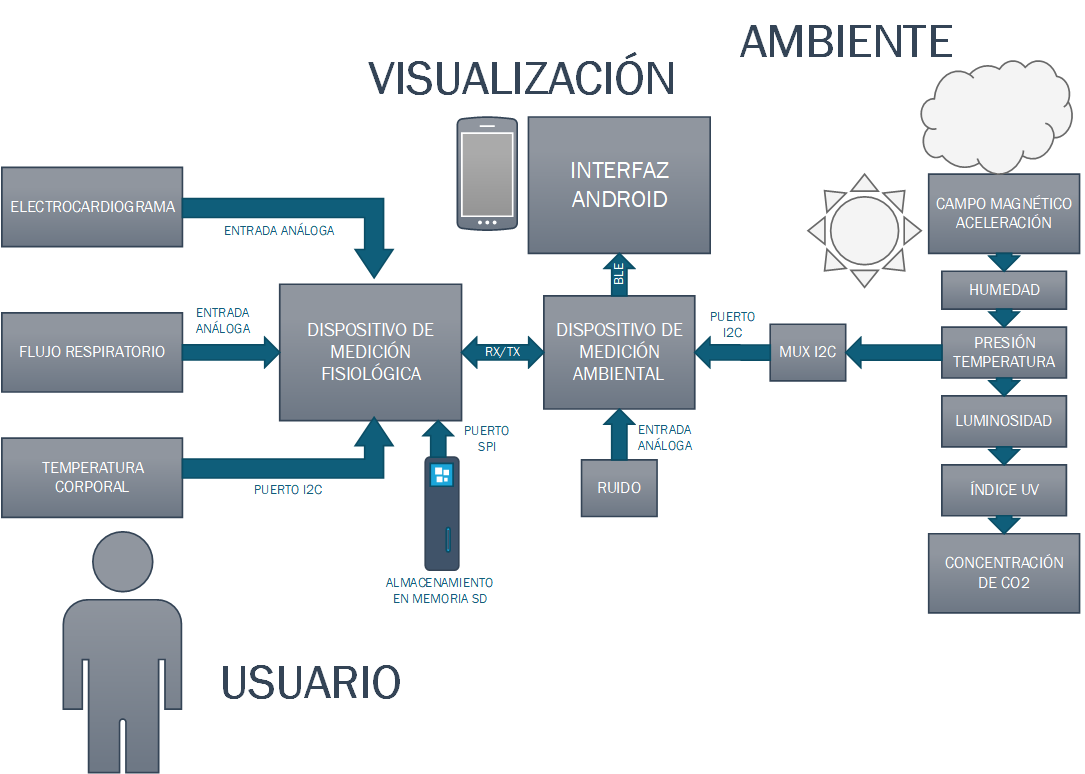 AMBIENTE
VISUALIZACIÓN
INTERFAZ
ANDROID
ELECTROCARDIOGRAMA
ENTRADA ANÁLOGA
CAMPO MAGNÉTICO
ACELERACIÓN
BLE
HUMEDAD
ENTRADA
ANÁLOGA
FLUJO RESPIRATORIO
DISPOSITIVO DE
MEDICIÓN
FISIOLÓGICA
RX/TX
DISPOSITIVO DE
MEDICIÓN
AMBIENTAL
PUERTO
I2C
MUX I2C
PRESIÓN
TEMPERATURA
LUMINOSIDAD
PUERTO
SPI
ENTRADA
ANÁLOGA
TEMPERATURA
CORPORAL
PUERTO I2C
RUIDO
ÍNDICE UV
CONCENTRACIÓN
DE CO2
ALMACENAMIENTO
EN MEMORIA SD
USUARIO